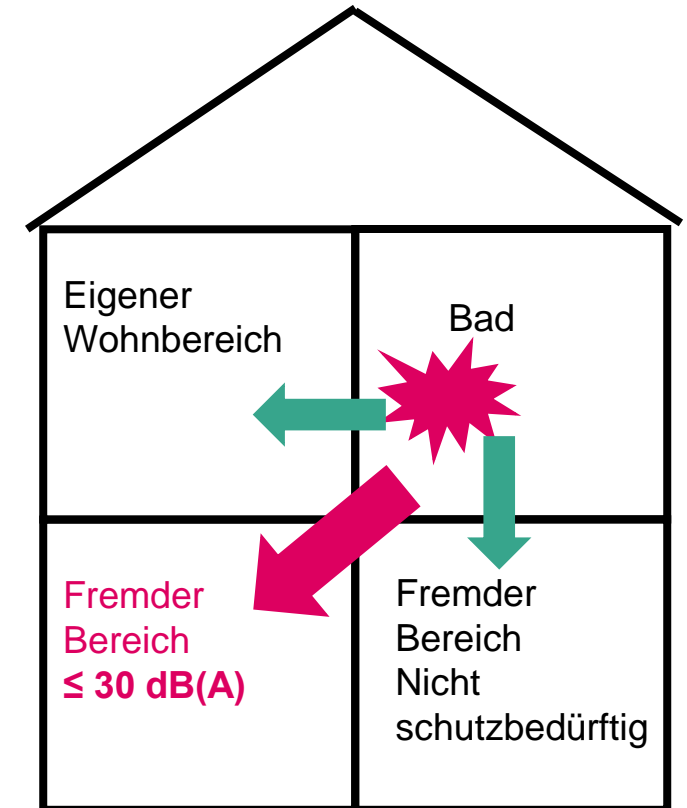 Eigener
Wohnbereich
Bad
Fremder
Bereich
≤ 30 dB(A)
Fremder
Bereich
Nicht
schutzbedürftig